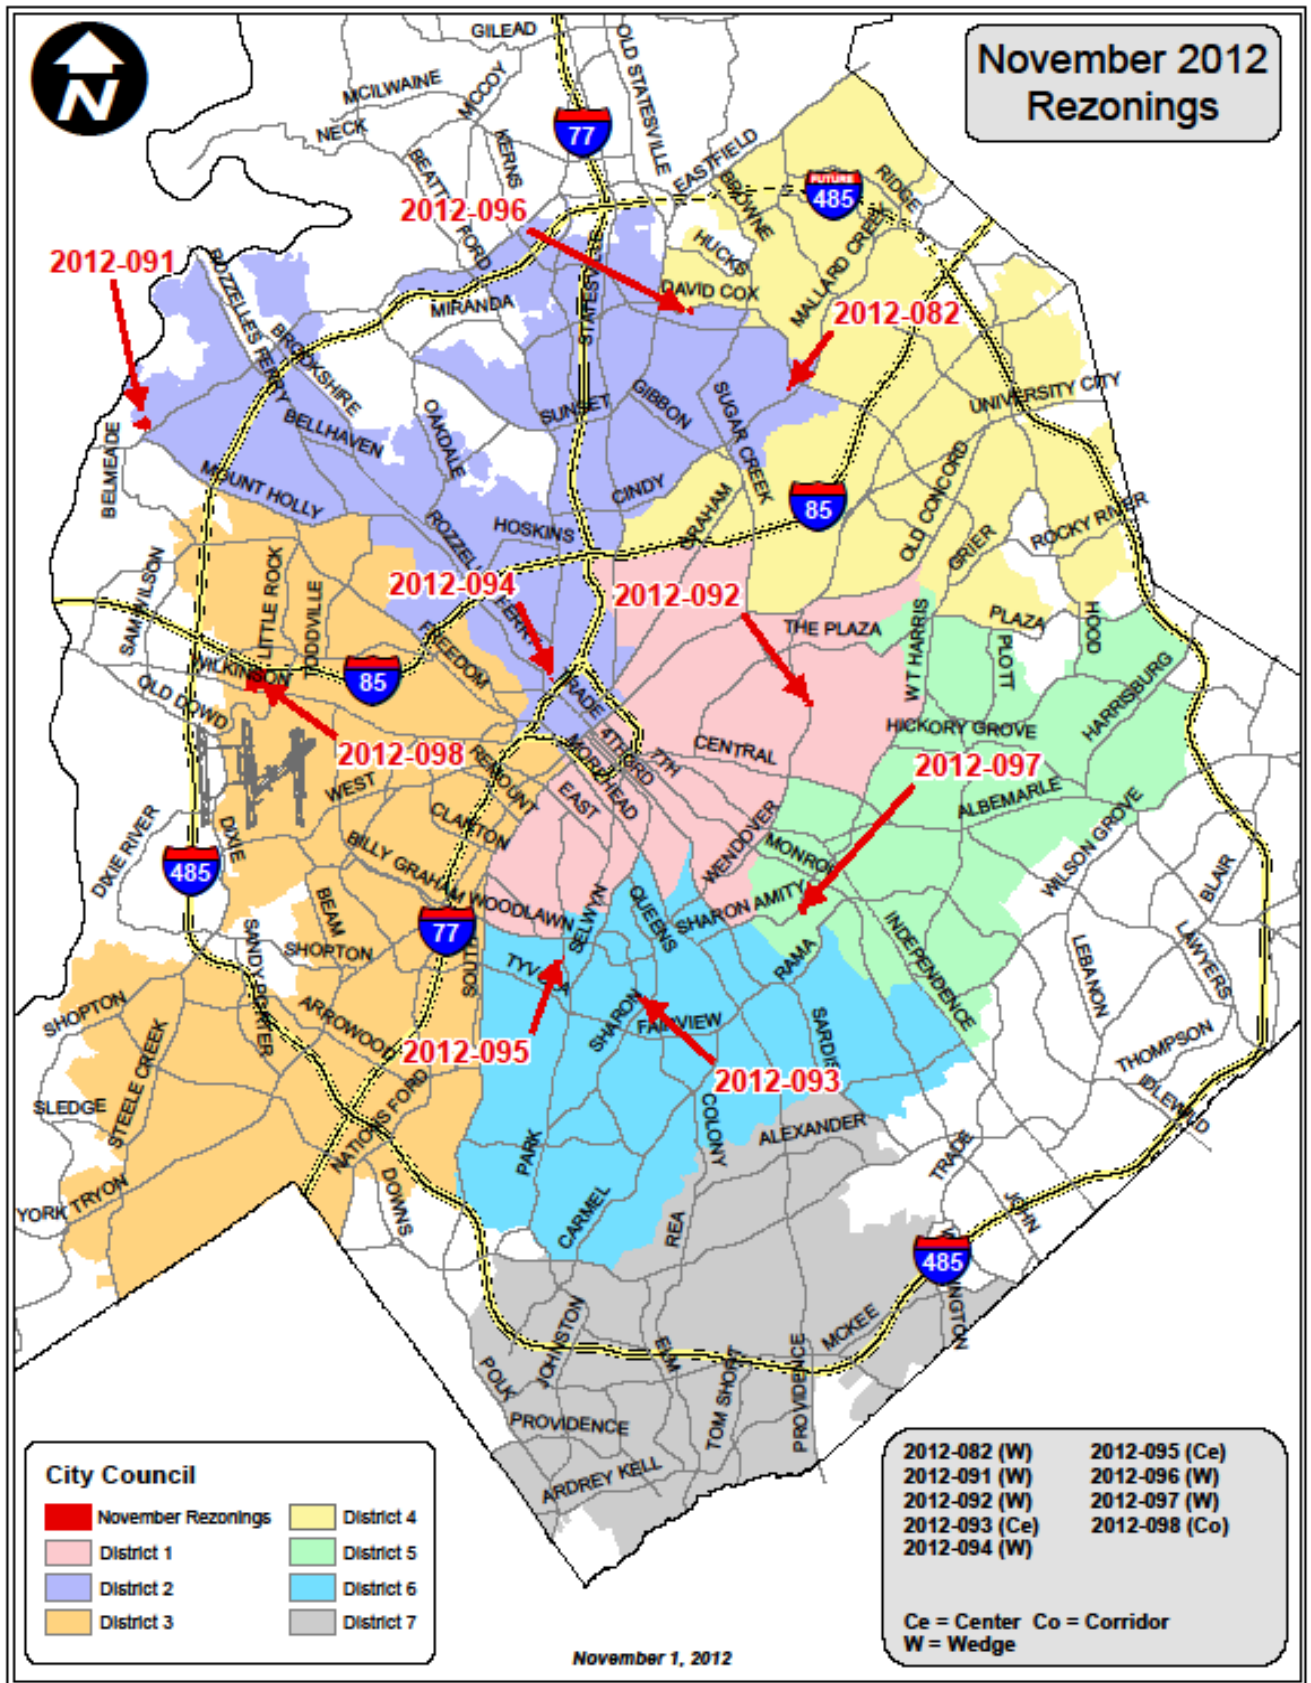 November 2012
Rezonings
N
GILEAD
OLD STATESVILLE
MCILWAINE
MCCOY
NECK
KERNS
77
EASTFIELD
BROWNE
FUTURE
485
RIDGE
2012-096
HUCKS
MALLARD CREEK
2012-091
ROZZELLES FERRY
STATESVILLE
DAVID COX
MIRANDA
2012-082
BROOKSHIRE
OAKDALE
BELLHAVEN
SUNSET
GIBBON
SUGAR CREEK
UNIVERSITY CITY
BELMEADE
MOUNT HOLLY
CINDY
GRAHAM
85
OLD CONCORD
GRIER
ROCKY RIVER
HOSKINS
SAM WILSON
LITTLE ROCK
TODDVILLE
2012-094
2012-092
FREEDOM
THE PLAZA
WT HARRIS
PLAZA
PLOTT
HOOD
HARRISBURG
WILKINSON
OLD DOWD
85
HICKORY GROVE
2012-098
MOREHEAD
4TH
3RD
7TH
CENTRAL
2012-097
REMOUNT
WEST
EAST
CLANTON
ALBEMARLE
DIXIE RIVER
DIXIE
BILLY GRAHAM
WOODLAWN
WENDOVER
WILSON GROVE
485
BEAM
BLAIR
77
SELWYN
QUEENS
SHARON AMITY
INDEPENDENCE
SANDY PORTER
SHOPTON
SOUTH
RAMA
LEBANON
LAWYERS
SHOPTON
ARROWOOD
SHARON
FAIRVIEW
SARDIS
2012-095
2012-093
THOMPSON
IDLEWILD
STEELE CREEK
SLEDGE
NATIONS FORD
COLONY
ALEXANDER
PARK
TRADE
YORK
TRYON
DOWNS
CARMEL
REA
JOHN
485
JOHNSTON
ELM
MCKEE
POLK
TOM SHORT
PROVIDENCE
PROVIDENCE
ARDREY KELL
City Council
November Rezonings
District 1
District 2
District 3
District 4
District 5
District 6
District 7
November 1, 2012
2012-082 (W) 2012-095 (Ce)
2012-091 (W) 2012-096 (W)
2012-092 (W) 2012-097 (W)
2012-093 (Ce) 2012-098 (Co)
2012-094 (W)
Ce = Center Co = Corridor
W = Wedge